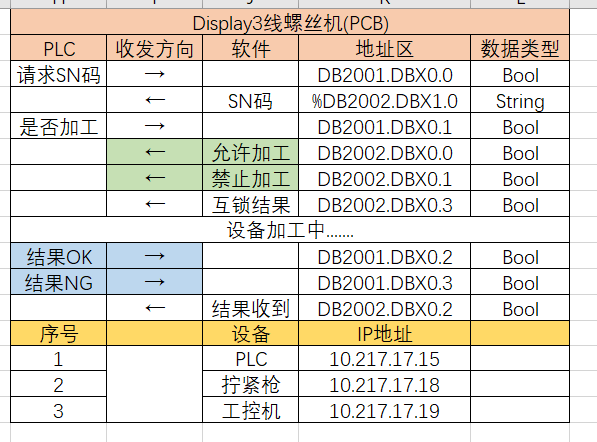 Display3线螺丝机(PCB)
PLC 收发方向 软件 地址区 数据类型
请求SN码 → DB2001.DBX0.0 Bool
← SN码 %DB2002.DBX1.0 String
是否加工 → DB2001.DBX0.1 Bool
← 允许加工 DB2002.DBX0.0 Bool
← 禁止加工 DB2002.DBX0.1 Bool
← 互锁结果 DB2002.DBX0.3 Bool
设备加工中.......
结果OK → DB2001.DBX0.2 Bool
结果NG → DB2001.DBX0.3 Bool
← 结果收到 DB2002.DBX0.2 Bool
序号 设备 IP地址
1 PLC 10.217.17.15
2 拧紧枪 10.217.17.18
3 工控机 10.217.17.19